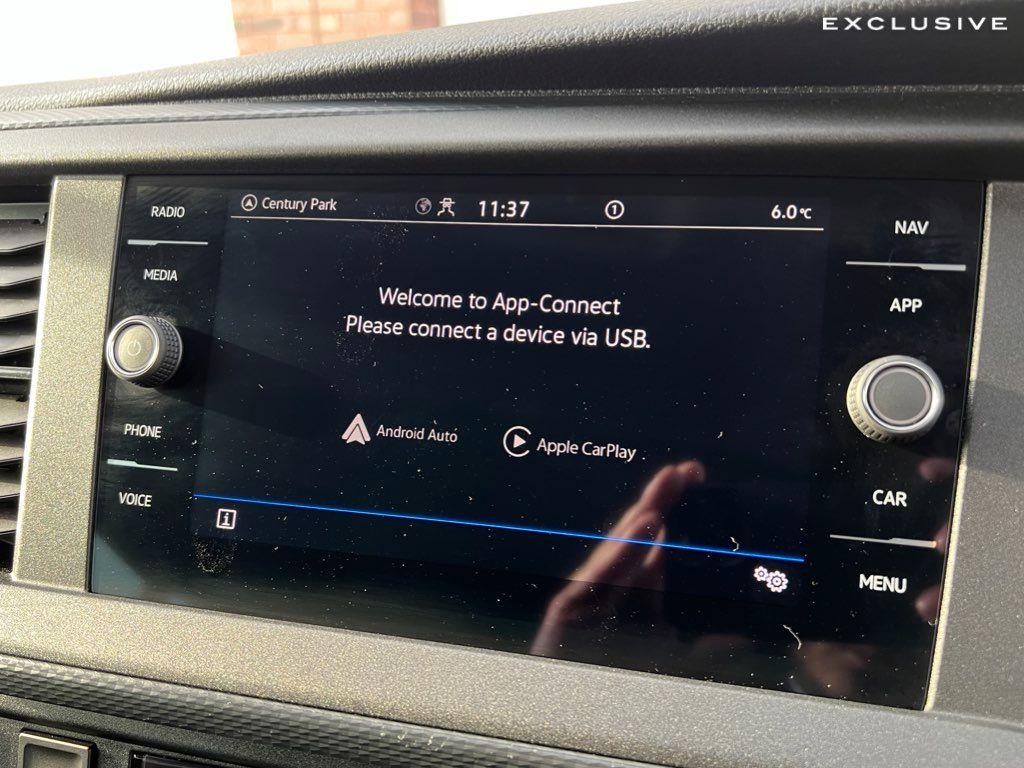 EXCLUSIVE
RADIO
MEDIA
PHONE
VOICE
Century Park
11:37
1
6.0°C
Welcome to App-Connect
Please connect a device via USB.
Android Auto
Apple CarPlay
i
NAV
APP
CAR
MENU